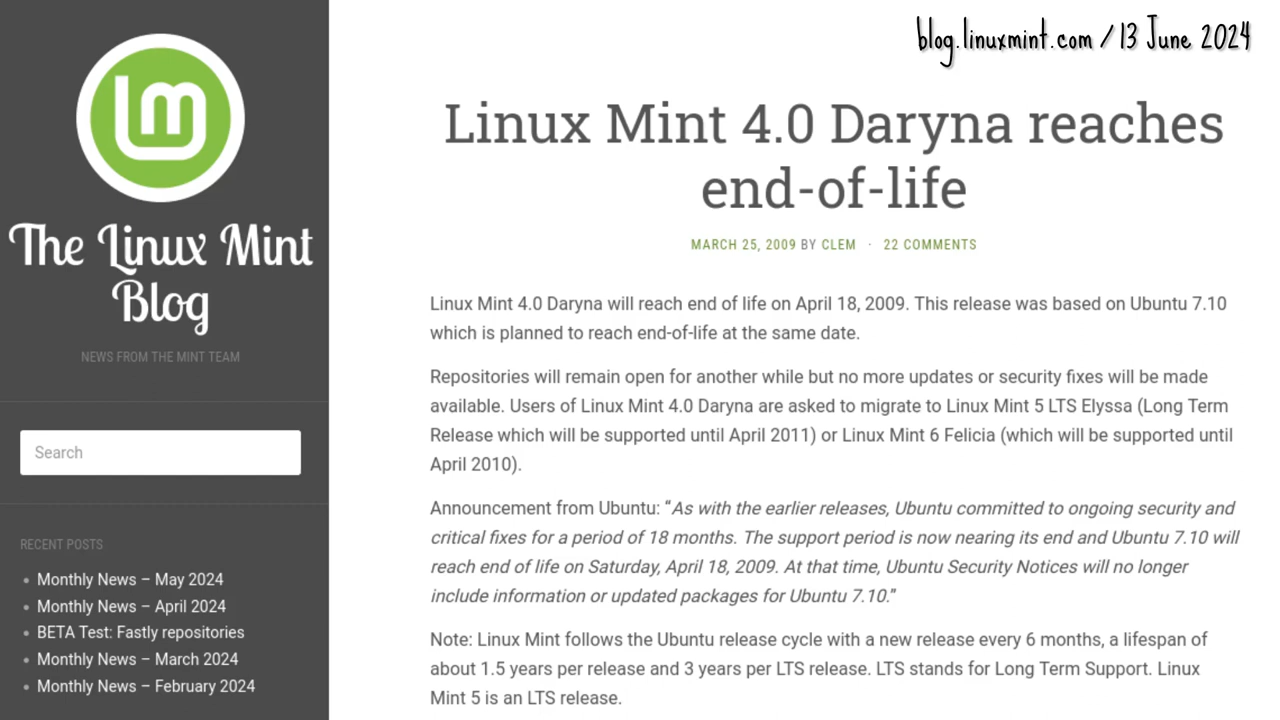 blog.linuxmint.com / 13 June 2024
lm
The Linux Mint
Blog
NEWS FROM THE MINT TEAM
Search
RECENT POSTS
Monthly News – May 2024
Monthly News – April 2024
BETA Test: Fastly repositories
Monthly News – March 2024
Monthly News – February 2024
Linux Mint 4.0 Daryna reaches
end-of-life
MARCH 25, 2009 BY CLEM · 22 COMMENTS
Linux Mint 4.0 Daryna will reach end of life on April 18, 2009. This release was based on Ubuntu 7.10
which is planned to reach end-of-life at the same date.
Repositories will remain open for another while but no more updates or security fixes will be made
available. Users of Linux Mint 4.0 Daryna are asked to migrate to Linux Mint 5 LTS Elyssa (Long Term
Release which will be supported until April 2011) or Linux Mint 6 Felicia (which will be supported until
April 2010).
Announcement from Ubuntu: “As with the earlier releases, Ubuntu committed to ongoing security and
critical fixes for a period of 18 months. The support period is now nearing its end and Ubuntu 7.10 will
reach end of life on Saturday, April 18, 2009. At that time, Ubuntu Security Notices will no longer
include information or updated packages for Ubuntu 7.10.”
Note: Linux Mint follows the Ubuntu release cycle with a new release every 6 months, a lifespan of
about 1.5 years per release and 3 years per LTS release. LTS stands for Long Term Support. Linux
Mint 5 is an LTS release.